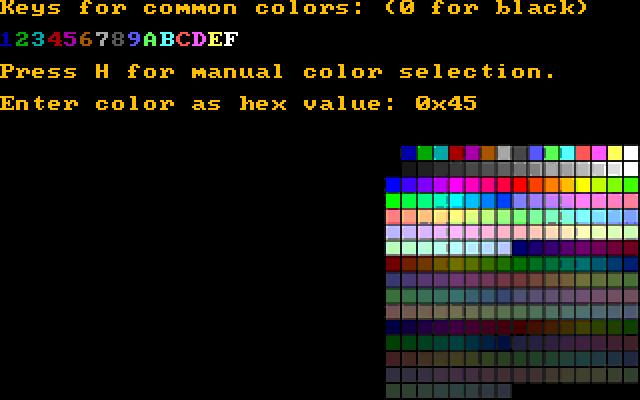 Keys for common colors: (0 for black)
123456789ABCDEF
Press H for manual color selection.
Enter color as hex value: 0x45